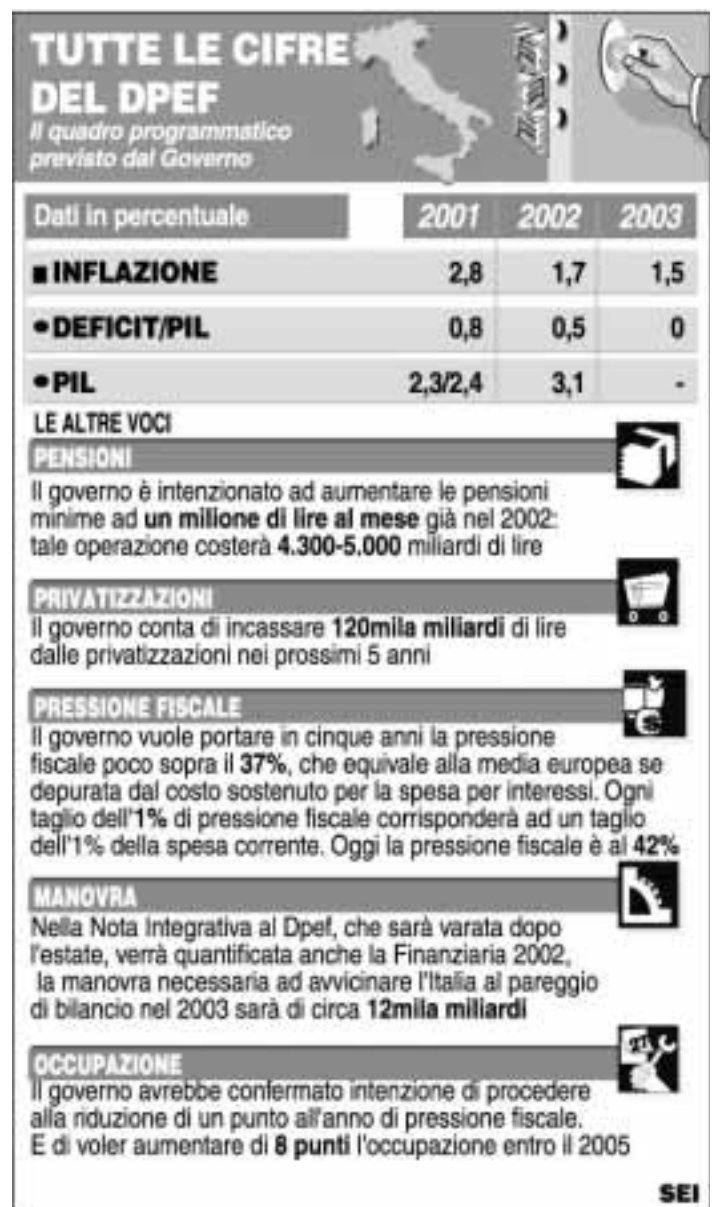 TUTTE LE CIFRE
DEL DPEF
Il quadro programmatico
previsto dal Governo
Dati in percentuale 2001 2002 2003
INFLAZIONE 2,8 1,7 1,5
DEFICIT/PIL 0,8 0,5 0
PIL 2,3/2,4 3,1 -
LE ALTRE VOCI
PENSIONI
Il governo è intenzionato ad aumentare le pensioni
minime ad un milione di lire al mese già nel 2002:
tale operazione costerà 4.300-5.000 miliardi di lire
PRIVATIZZAZIONI
Il governo conta di incassare 120mila miliardi di lire
dalle privatizzazioni nei prossimi 5 anni
PRESSIONE FISCALE
Il governo vuole portare in cinque anni la pressione
fiscale poco sopra il 37%, che equivale alla media europea se
depurata dal costo sostenuto per la spesa per interessi. Ogni
taglio dell'1% di pressione fiscale corrisponderà ad un taglio
dell'1% della spesa corrente. Oggi la pressione fiscale è al 42%
MANOVRA
Nella Nota Integrativa al Dpef, che sarà varata dopo
l'estate, verrà quantificata anche la Finanziaria 2002,
la manovra necessaria ad avvicinare l'Italia al pareggio
di bilancio nel 2003 sarà di circa 12mila miliardi
OCCUPAZIONE
Il governo avrebbe confermato intenzione di procedere
alla riduzione di un punto all'anno di pressione fiscale.
E di voler aumentare di 8 punti l'occupazione entro il 2005
SEI